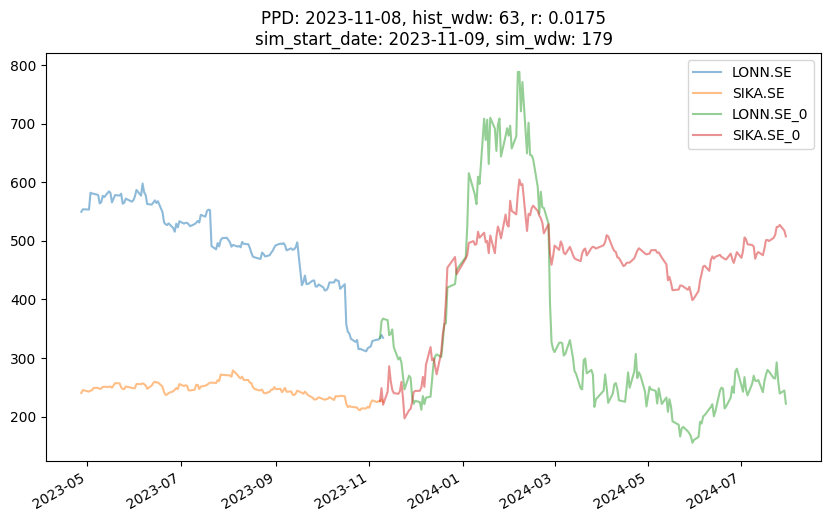 PPD: 2023-11-08, hist_wdw: 63, r: 0.0175
sim_start_date: 2023-11-09, sim_wdw: 179
LONN.SE
SIKA.SE
LONN.SE_0
SIKA.SE_0
800
700
600
500
400
300
200
2023-05
2023-07
2023-09
2023-11
2024-01
2024-03
2024-05
2024-07